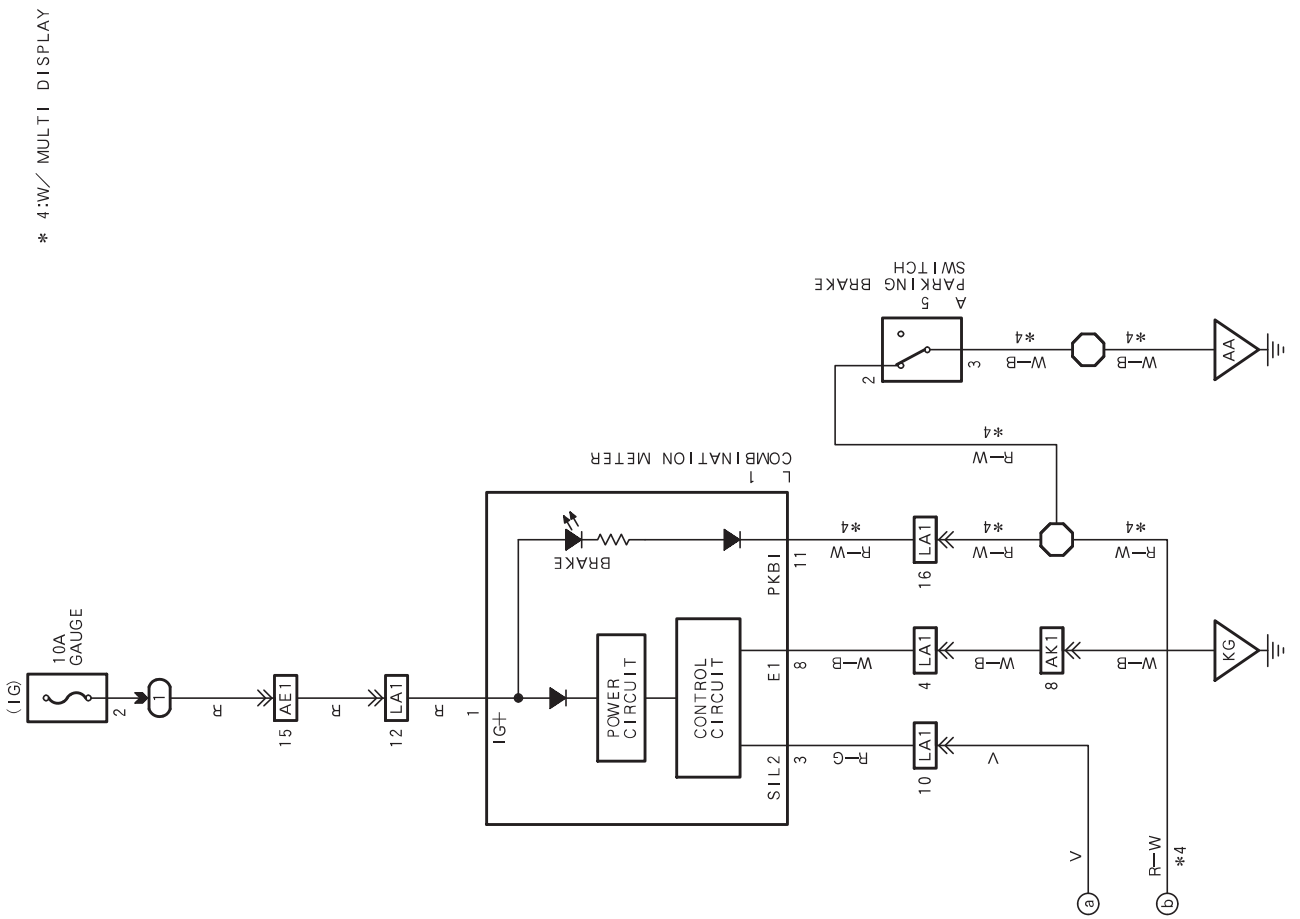 * 4:W/ MULTI DISPLAY
(IG)
10A
GAUGE
2
1
R
15 AE1
R
12 LA1
R
1
IG+
L 1
COMBINATION METER
BRAKE
POWER
CIRCUIT
CONTROL
CIRCUIT
SIL2
E1
PKBI
3
8
11
R-G
W-B
R-W
*4
10 LA1
4 LA1
16 LA1
V
W-B
R-W
*4
8 AK1
W-B
KG
R-W
*4
R-W
*4
A 5
PARKING BRAKE
SWITCH
2
3
W-B
*4
W-B
*4
AA
V
a
R-W
*4
b